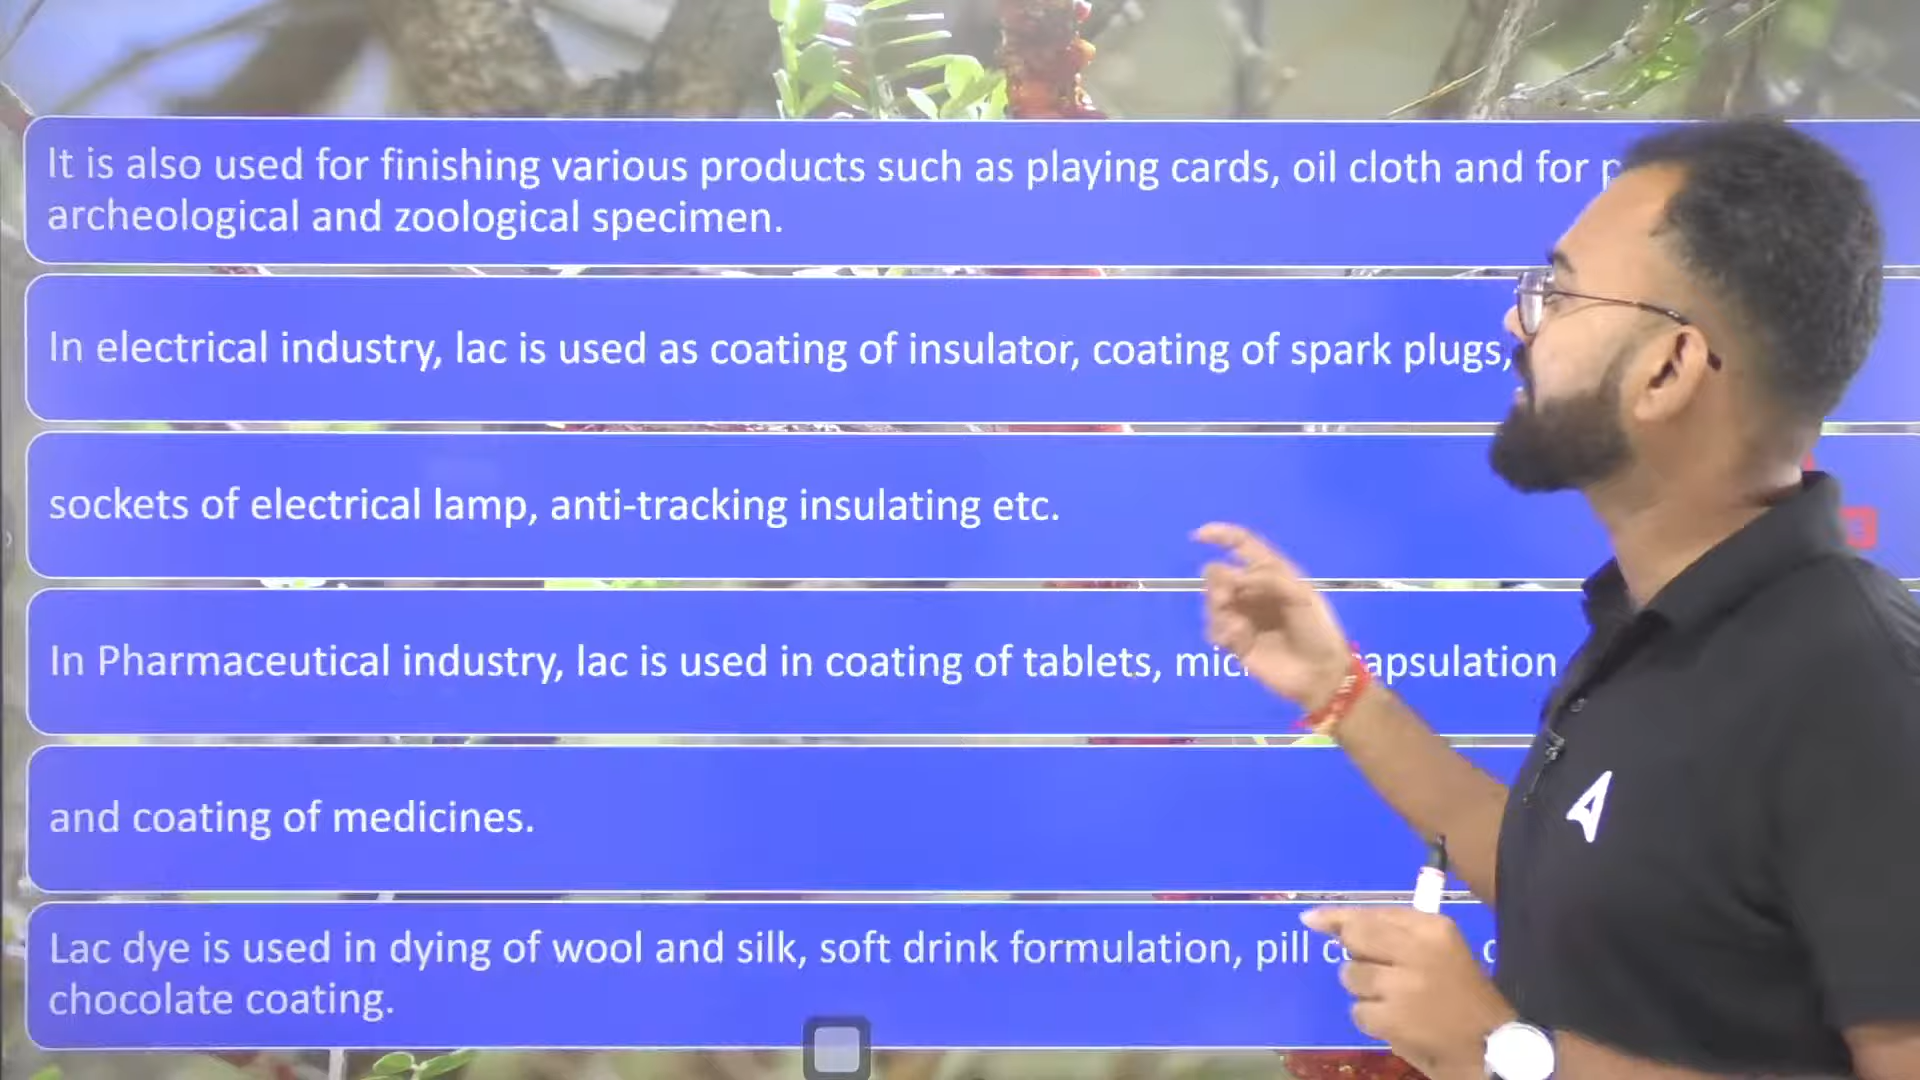 It is also used for finishing various products such as playing cards, oil cloth and for
archeological and zoological specimen.
In electrical industry, lac is used as coating of insulator, coating of spark plugs,
sockets of electrical lamp, anti-tracking insulating etc.
In Pharmaceutical industry, lac is used in coating of tablets,
and coating of medicines.
Lac dye is used in dying of wool and silk, soft drink formulation, pill
chocolate coating.